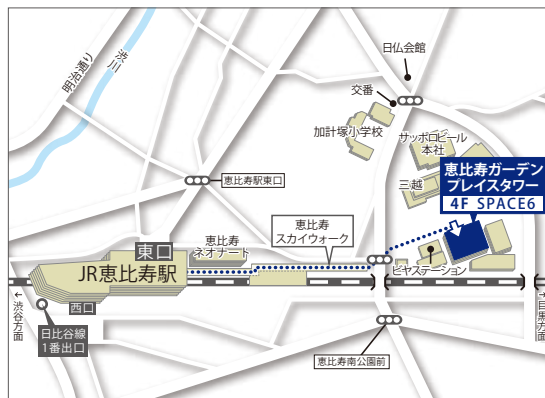 日仏会館
明治通り
渋川
交番
加計塚小学校
サッポロビール
本社
三越
恵比寿ガーデン
プレイスタワー
4F SPACE6
恵比寿駅東口
恵比寿
スカイウォーク
恵比寿
ネオナート
東口
JR恵比寿駅
ビヤステーション
西口
←渋谷方面
→目黒方面
日比谷線
1番出口
恵比寿南公園前